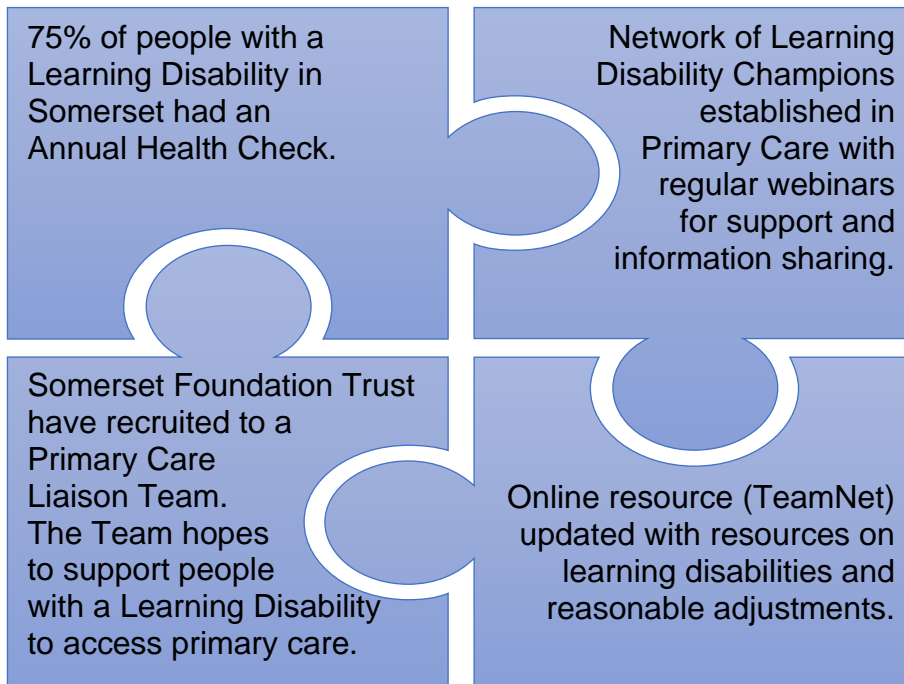 75% of people with a
Learning Disability in
Somerset had an
Annual Health Check.
Network of Learning
Disability Champions
established in
Primary Care with
regular webinars
for support and
information sharing.
Somerset Foundation Trust
have recruited to a
Primary Care
Liaison Team.
The Team hopes
to support people
with a Learning Disability
to access primary care.
Online resource (TeamNet)
updated with resources on
learning disabilities and
reasonable adjustments.